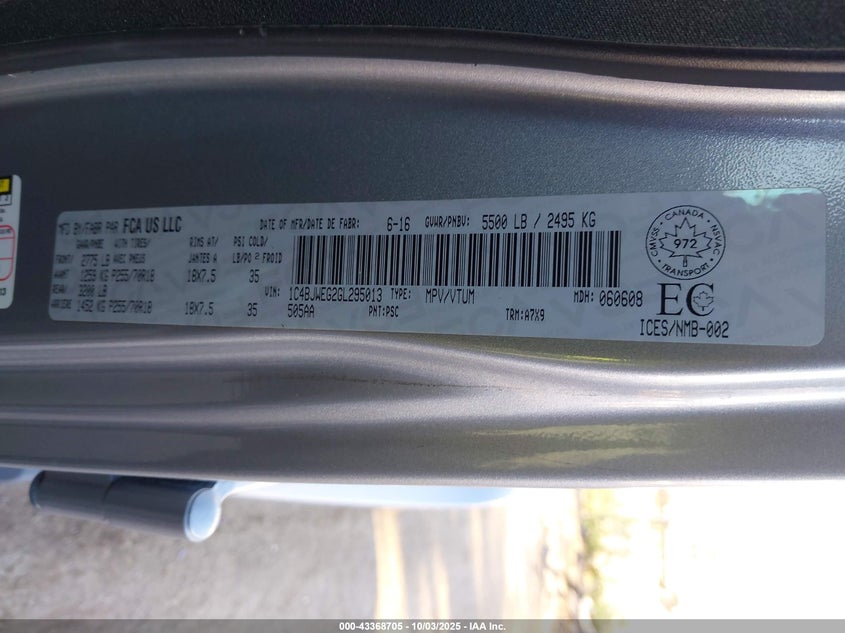 MFD BY/FABR PAR FCA US LLC DATE OF MFR/DATE DE FABR: 6-16 GVWR/PNBV: 5500 LB / 2495 KG
GAWR/PNBE WITH TIRES/ RIMS AT/ PSI COLD/
FRONT/ 2775 LB AVEC PNEUS JANTES A LB/PO² FROID
AVANT 1259 KG P255/70R18 18X7.5 35
REAR/ 3200 LB
ARRIERE 1452 KG P255/70R18 18X7.5 35
VIN: 1C4BJWEG2GL295013 TYPE: MPV/VTUM MDH: 060608
505AA PNT:PSC TRM:A7X9
CANADA
CMVSS 972 NSVAC
TRANSPORT
EC
ICES/NMB-002
000-43368705 - 10/03/2025 - IAA Inc.